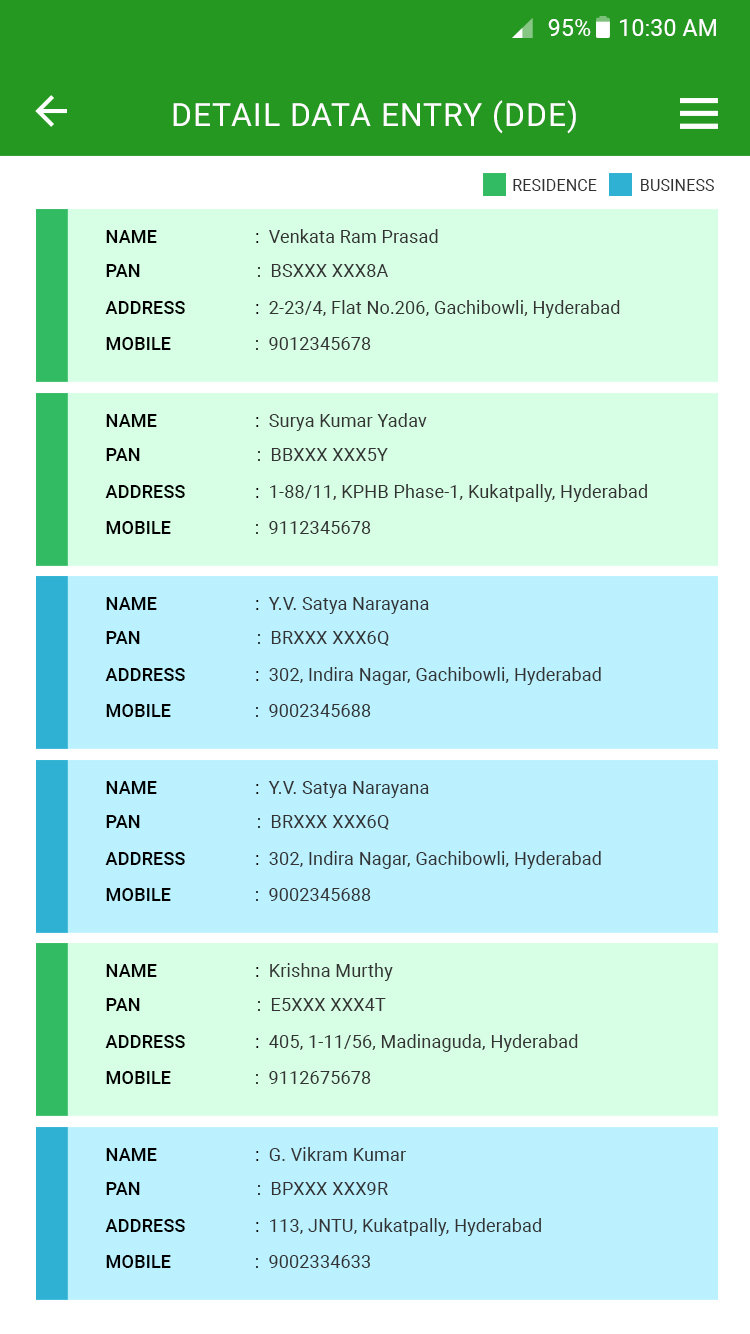 95% 10:30 AM
DETAIL DATA ENTRY (DDE)
RESIDENCE BUSINESS
NAME : Venkata Ram Prasad
PAN : BSXXX XXX8A
ADDRESS : 2-23/4, Flat No.206, Gachibowli, Hyderabad
MOBILE : 9012345678
NAME : Surya Kumar Yadav
PAN : BBXXX XXX5Y
ADDRESS : 1-88/11, KPHB Phase-1, Kukatpally, Hyderabad
MOBILE : 9112345678
NAME : Y.V. Satya Narayana
PAN : BRXXX XXX6Q
ADDRESS : 302, Indira Nagar, Gachibowli, Hyderabad
MOBILE : 9002345688
NAME : Y.V. Satya Narayana
PAN : BRXXX XXX6Q
ADDRESS : 302, Indira Nagar, Gachibowli, Hyderabad
MOBILE : 9002345688
NAME : Krishna Murthy
PAN : E5XXX XXX4T
ADDRESS : 405, 1-11/56, Madinaguda, Hyderabad
MOBILE : 9112675678
NAME : G. Vikram Kumar
PAN : BPXXX XXX9R
ADDRESS : 113, JNTU, Kukatpally, Hyderabad
MOBILE : 9002334633